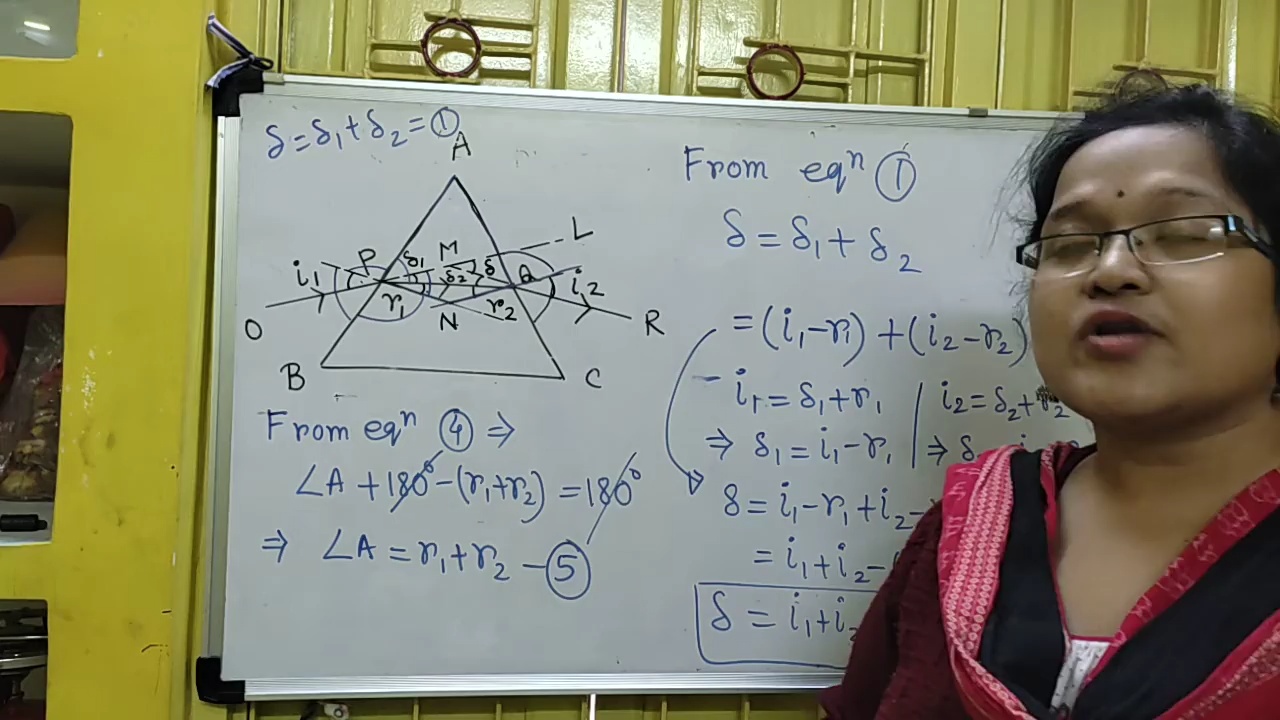 δ=δ₁+δ₂=①
A
P
δ₁
M
δ₂
δ
Q
L
i₁
i₂
r₁
N
r₂
O
R
B
C
From eqⁿ ④ ⇒
∠A + 180° - (r₁+r₂) = 180°
⇒ ∠A = r₁+r₂ - ⑤
From eqⁿ ①
δ = δ₁ + δ₂
= (i₁-r₁) + (i₂-r₂)
i₁ = δ₁+r₁ | i₂ = δ₂+r₂
⇒ δ₁ = i₁-r₁ | ⇒ δ
δ = i₁-r₁+i₂-
= i₁+i₂-
δ = i₁+i₂